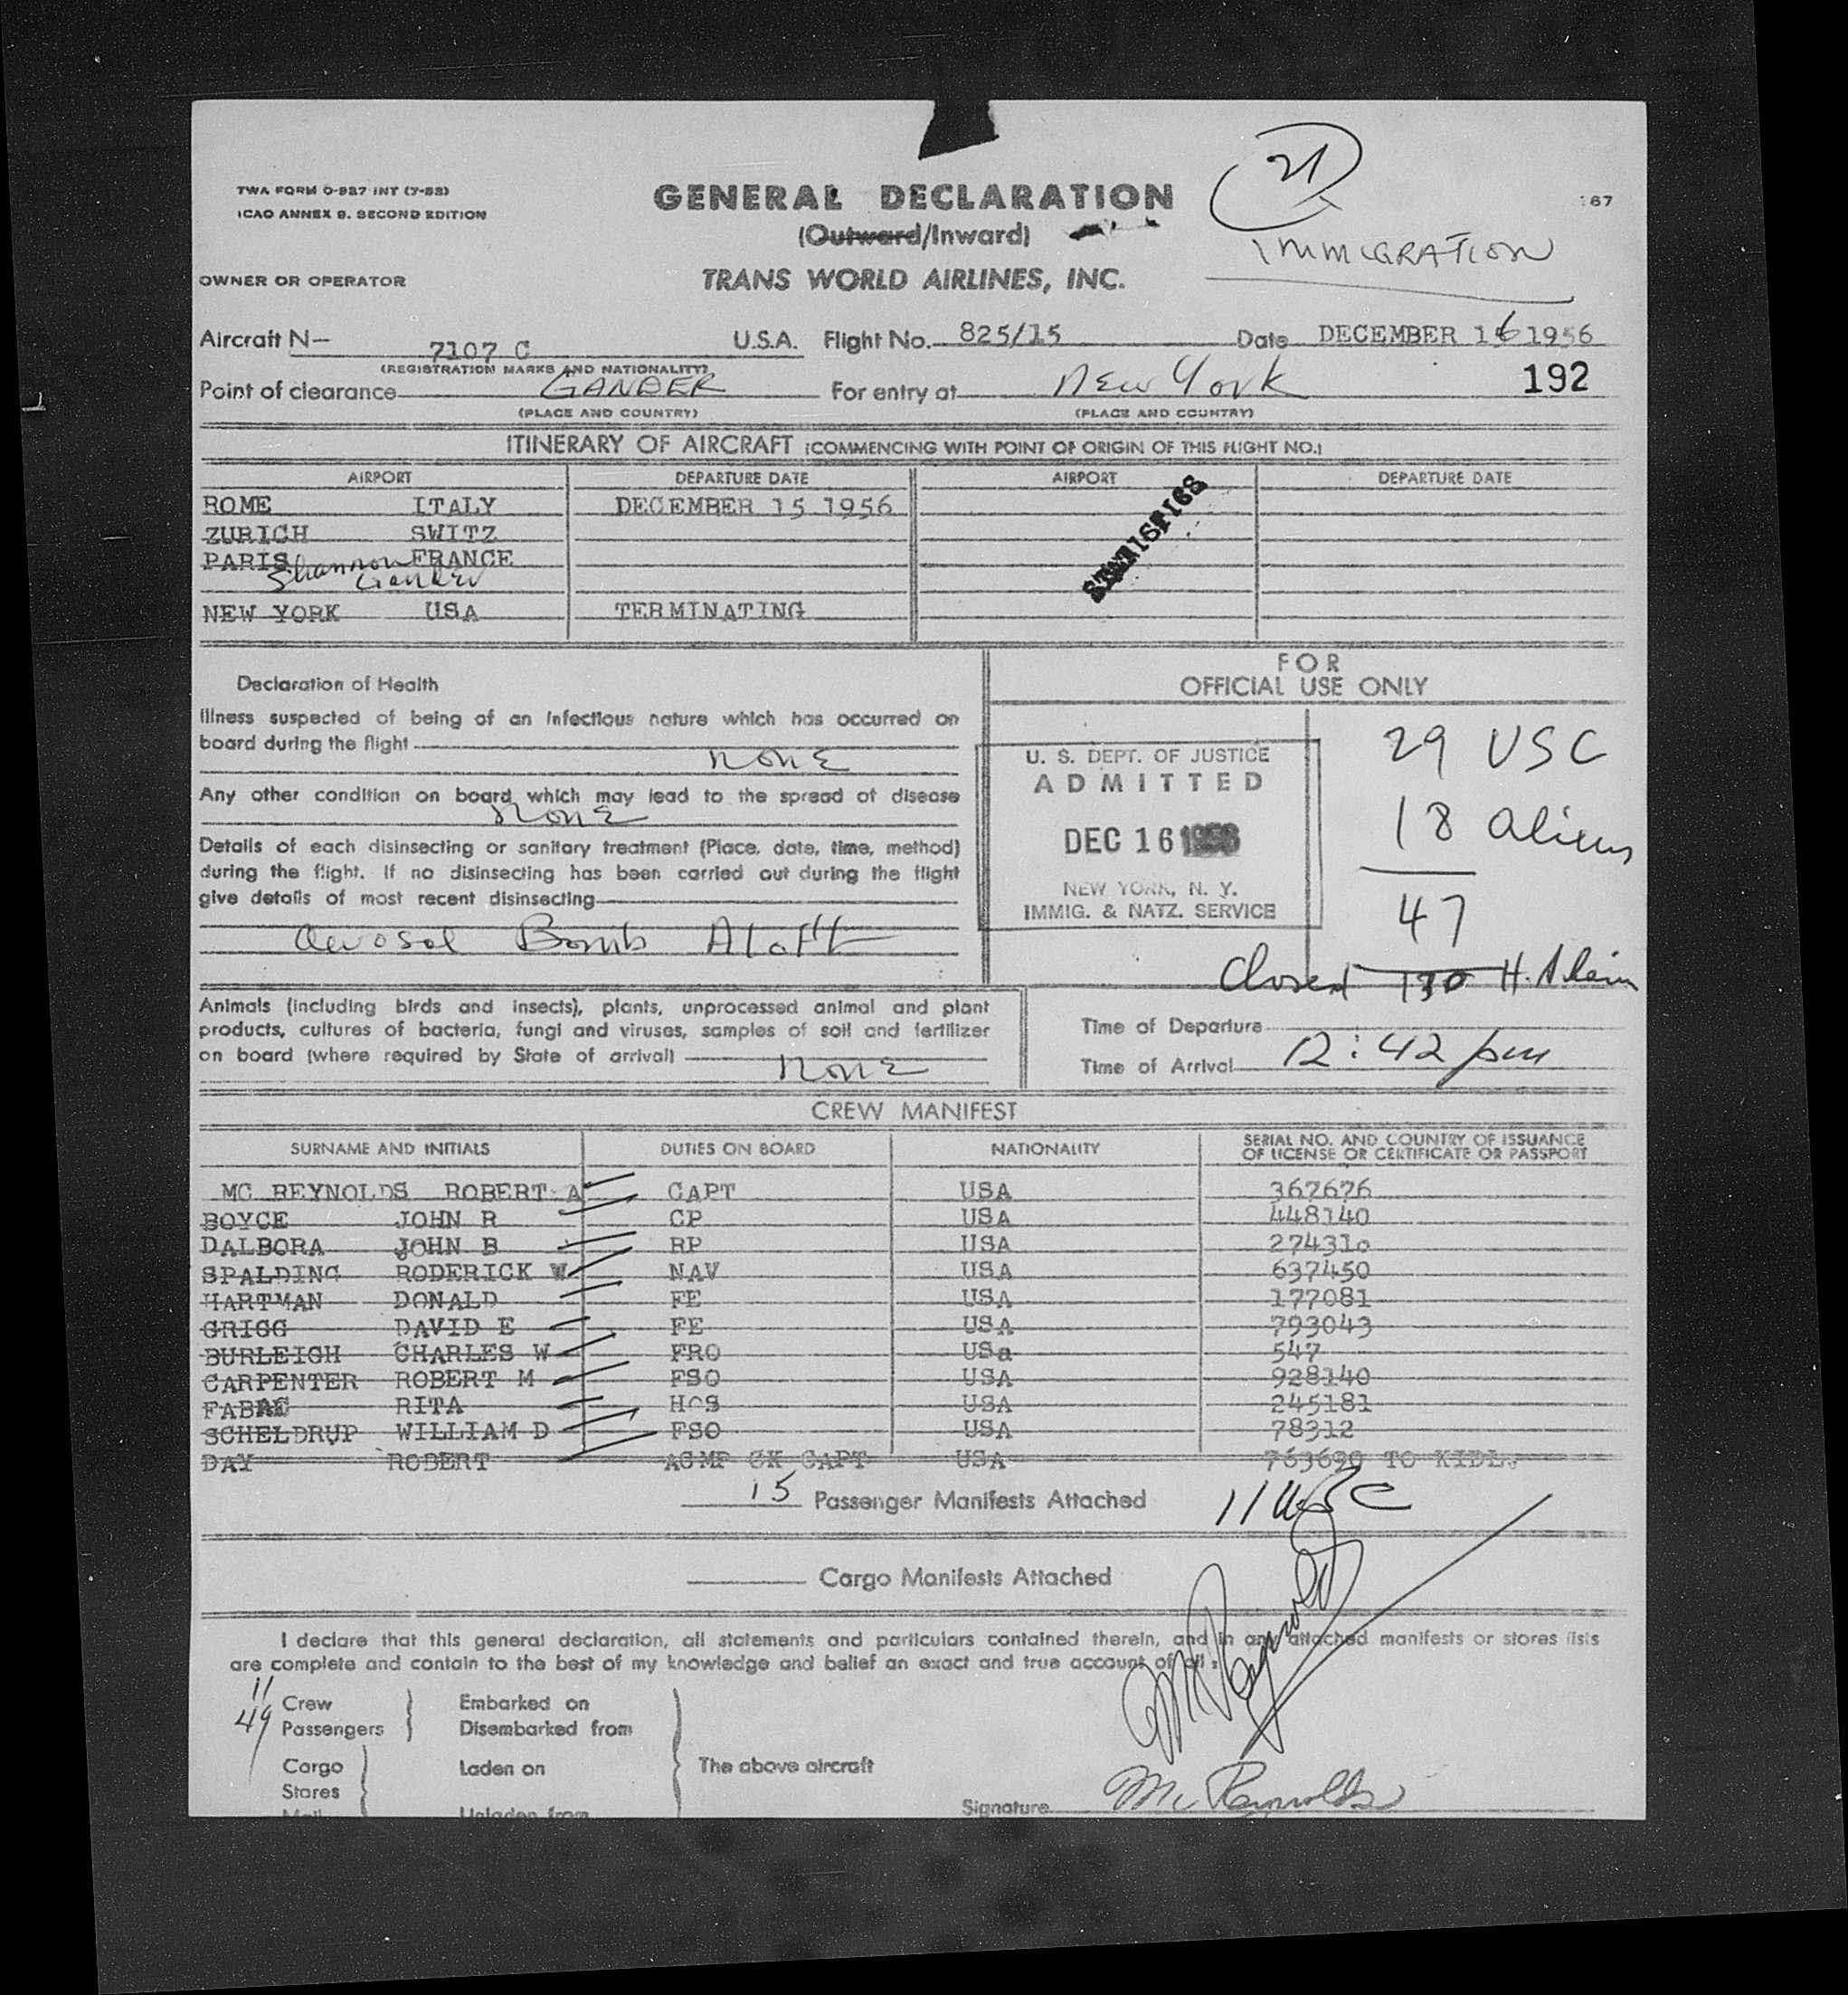 TWA FORM O-927 INT (7-53)
ICAO ANNEX 9. SECOND EDITION
GENERAL DECLARATION
(Outward/Inward)
21
IMMIGRATION
67
OWNER OR OPERATOR
TRANS WORLD AIRLINES, INC.
Aircraft N- 7107 C U.S.A. Flight No. 825/15 Date DECEMBER 16 1956
(REGISTRATION MARKS AND NATIONALITY)
Point of clearance GANDER For entry at New York 192
(PLACE AND COUNTRY) (PLACE AND COUNTRY)
ITINERARY OF AIRCRAFT (COMMENCING WITH POINT OF ORIGIN OF THIS FLIGHT NO.)
AIRPORT DEPARTURE DATE AIRPORT DEPARTURE DATE
ROME ITALY DECEMBER 15 1956
ZURICH SWITZ
PARIS FRANCE
Shannon
Gander
NEW YORK USA TERMINATING
Declaration of Health
Illness suspected of being of an infectious nature which has occurred on
board during the flight
none
Any other condition on board which may lead to the spread of disease
none
Details of each disinsecting or sanitary treatment (Place, date, time, method)
during the flight. If no disinsecting has been carried out during the flight
give details of most recent disinsecting
Aerosol Bomb Aloft
FOR
OFFICIAL USE ONLY
U. S. DEPT. OF JUSTICE
ADMITTED
DEC 16 1956
NEW YORK, N. Y.
IMMIG. & NATZ. SERVICE
29 USC
18 aliens
47
Closed 130 H.
Animals (including birds and insects), plants, unprocessed animal and plant
products, cultures of bacteria, fungi and viruses, samples of soil and fertilizer
on board (where required by State of arrival)
none
Time of Departure
Time of Arrival 12:42 pm
CREW MANIFEST
SURNAME AND INITIALS DUTIES ON BOARD NATIONALITY SERIAL NO. AND COUNTRY OF ISSUANCE OF LICENSE OR CERTIFICATE OR PASSPORT
MC REYNOLDS ROBERT A CAPT USA 367676
BOYCE JOHN R CP USA 448140
DALBORA JOHN B RP USA 274310
SPALDING RODERICK W NAV USA 637450
HARTMAN DONALD FE USA 177081
GRIGG DAVID E FE USA 793043
BURLEIGH CHARLES W FRO USa 547
CARPENTER ROBERT M FSO USA 928140
FABRE RITA HOS USA 245181
SCHELDRUP WILLIAM D FSO USA 78312
DAY ROBERT ACMP CK CAPT USA 763690 TO KIDL.
15 Passenger Manifests Attached 11 USC
Cargo Manifests Attached
I declare that this general declaration, all statements and particulars contained therein, and in any attached manifests or stores lists
are complete and contain to the best of my knowledge and belief an exact and true account of all:
11 Crew Embarked on
49 Passengers Disembarked from
Cargo Laden on The above aircraft
Stores
Mail Unladen from
McReynolds
Signature Mc Reynolds